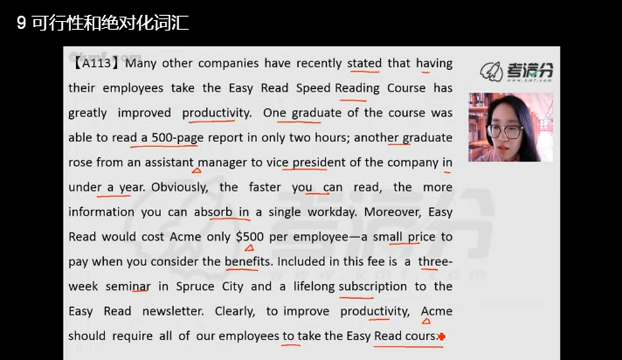 9 可行性和绝对化词汇
【A113】Many other companies have recently stated that having
their employees take the Easy Read Speed Reading Course has
greatly improved productivity. One graduate of the course was
able to read a 500-page report in only two hours; another graduate
rose from an assistant manager to vice president of the company in
under a year. Obviously, the faster you can read, the more
information you can absorb in a single workday. Moreover, Easy
Read would cost Acme only $500 per employee—a small price to
pay when you consider the benefits. Included in this fee is a three-
week seminar in Spruce City and a lifelong subscription to the
Easy Read newsletter. Clearly, to improve productivity, Acme
should require all of our employees to take the Easy Read cours
考满分
www.kmf.com